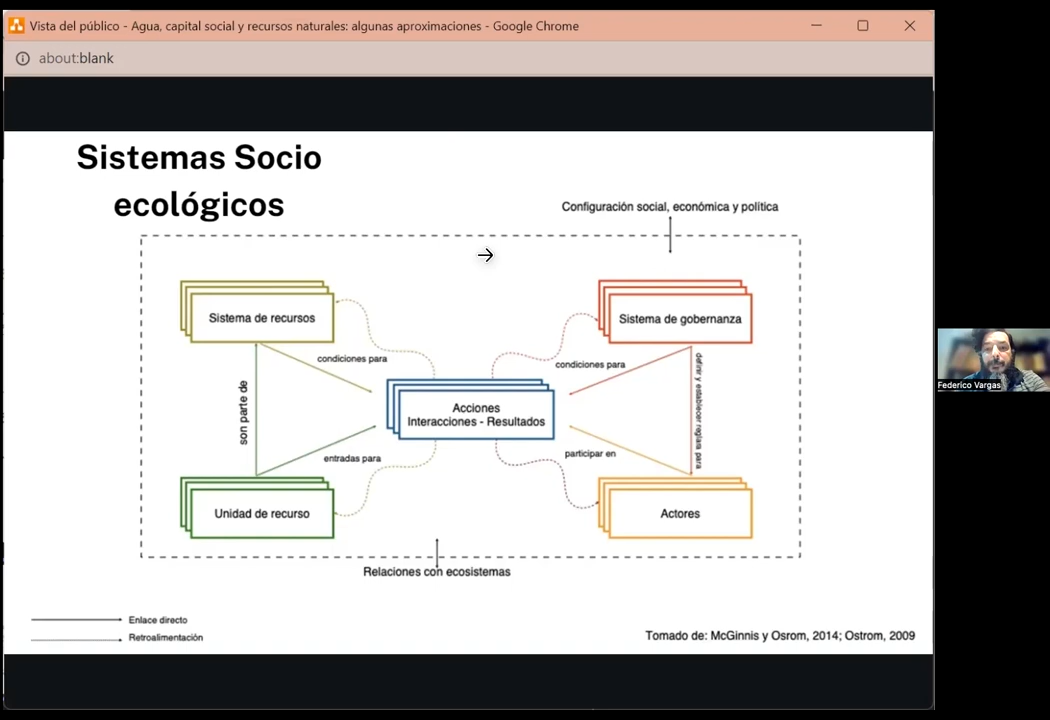 Vista del público - Agua, capital social y recursos naturales: algunas aproximaciones - Google Chrome
about:blank
Sistemas Socio
ecológicos
Configuración social, económica y política
Sistema de recursos
Sistema de gobernanza
condiciones para
condiciones para
son parte de
definir y establecer reglas para
Acciones
Interacciones - Resultados
entradas para
participar en
Unidad de recurso
Actores
Relaciones con ecosistemas
Enlace directo
Retroalimentación
Tomado de: McGinnis y Osrom, 2014; Ostrom, 2009
Federico Vargas